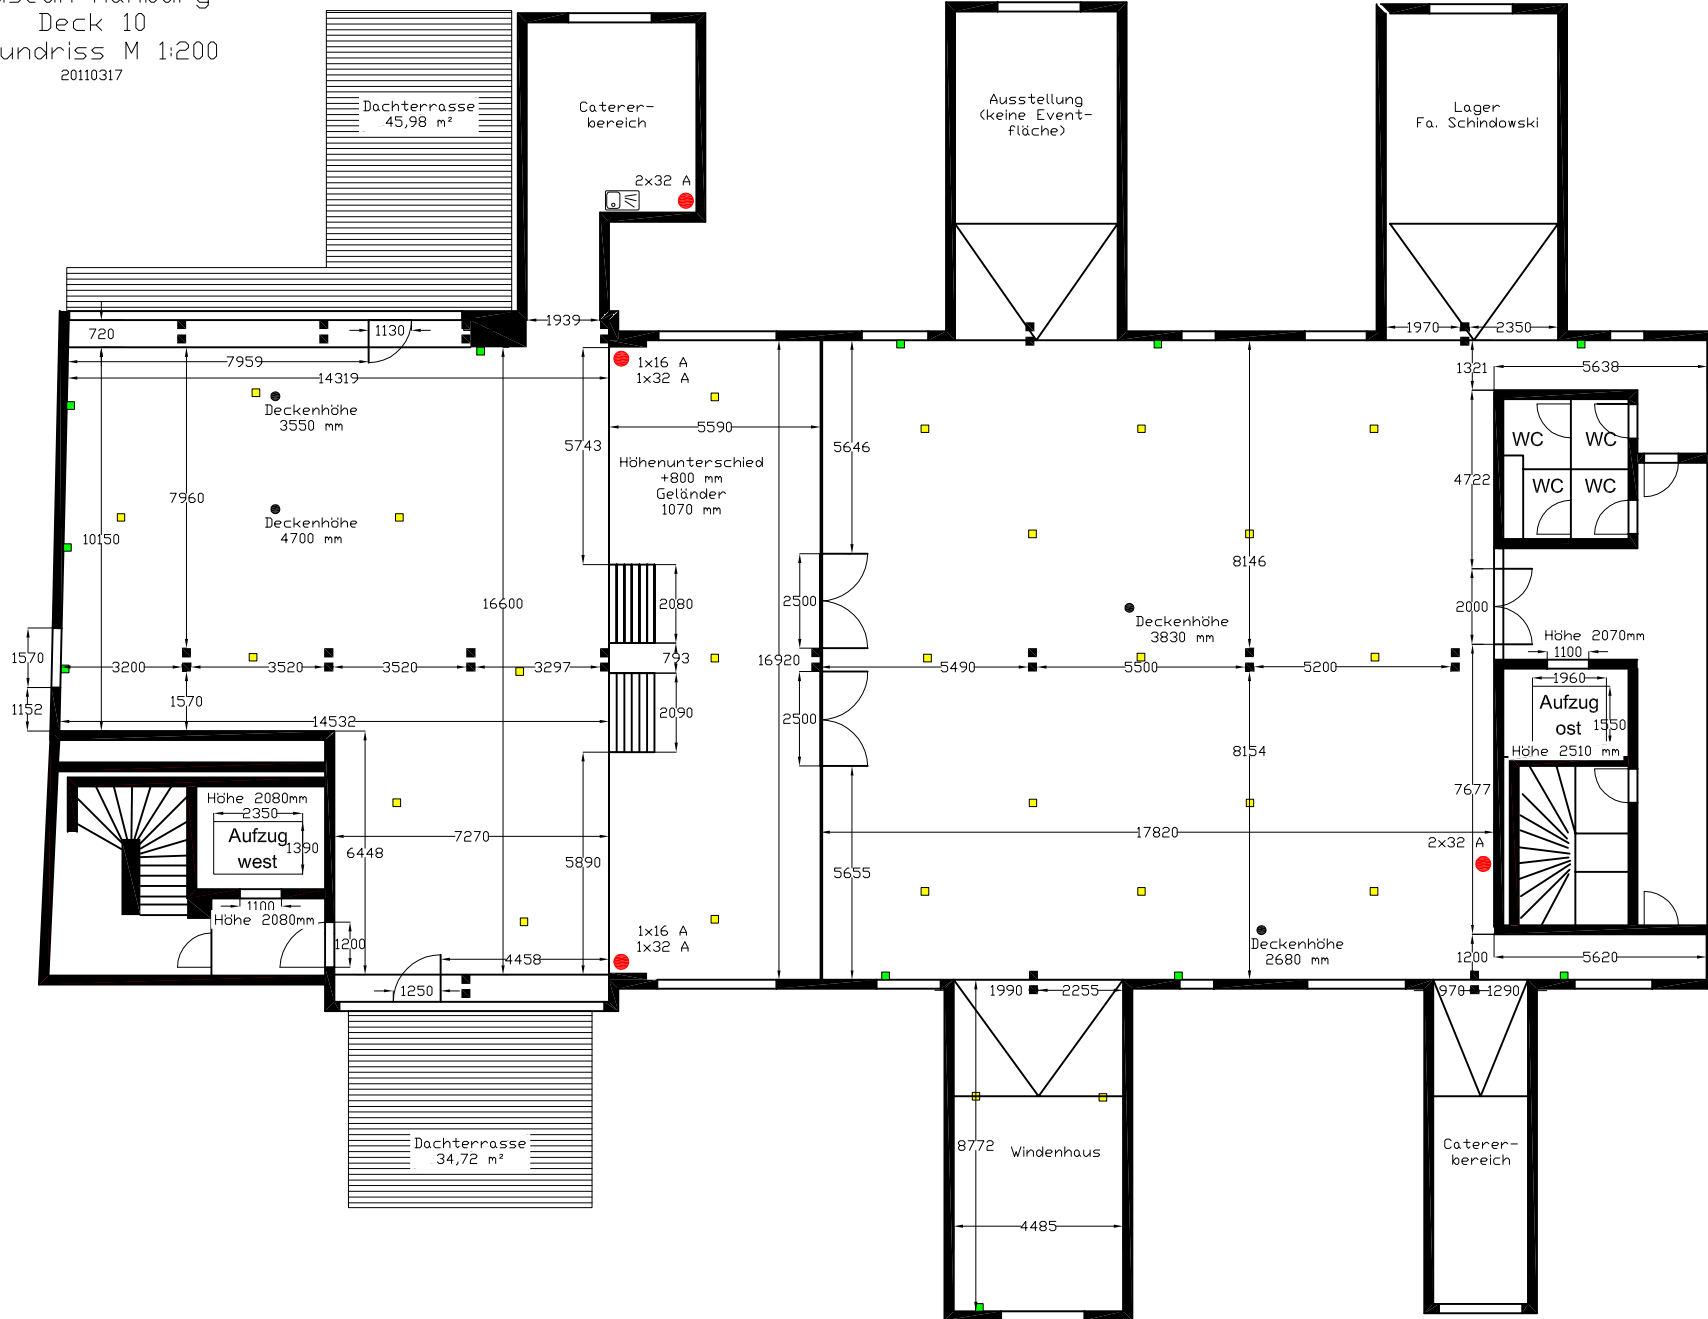 Deck 10
undriss M 1:200
20110317
Dachterrasse
45,98 m²
Caterer-
bereich
2x32 A
Ausstellung
(keine Event-
fläche)
Lager
Fa. Schindowski
720
1130
1939
1970
2350
7959
14319
1x16 A
1x32 A
1321
5638
Deckenhöhe
3550 mm
5590
5743
5646
Höhenunterschied
+800 mm
Geländer
1070 mm
WC
WC
WC
WC
4722
7960
10150
Deckenhöhe
4700 mm
8146
16600
2080
2500
2000
Deckenhöhe
3830 mm
Höhe 2070mm
1100
1570
3200
3520
3520
3297
793
16920
5490
5500
5200
1960
Aufzug
ost
1550
Höhe 2510 mm
1152
1570
14532
2090
2500
8154
7677
Höhe 2080mm
2350
Aufzug
west
1390
6448
7270
5890
17820
2x32 A
5655
1100
Höhe 2080mm
1200
4458
1x16 A
1x32 A
Deckenhöhe
2680 mm
1200
5620
1250
1990
2255
970
1290
Dachterrasse
34,72 m²
8772
Windenhaus
4485
Caterer-
bereich